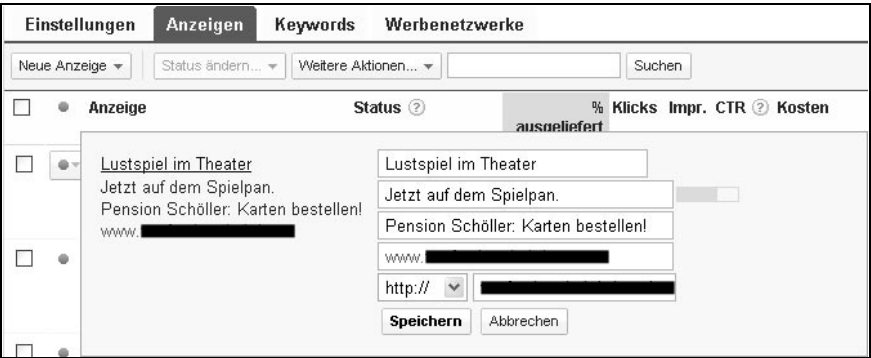 Einstellungen Anzeigen Keywords Werbenetzwerke
Neue Anzeige Status ändern... Weitere Aktionen... Suchen
Anzeige Status ? % Klicks Impr. CTR ? Kosten
ausgeliefert
Lustspiel im Theater Lustspiel im Theater
Jetzt auf dem Spielpan. Jetzt auf dem Spielpan.
Pension Schöller: Karten bestellen! Pension Schöller: Karten bestellen!
www. www.
http://
Speichern Abbrechen